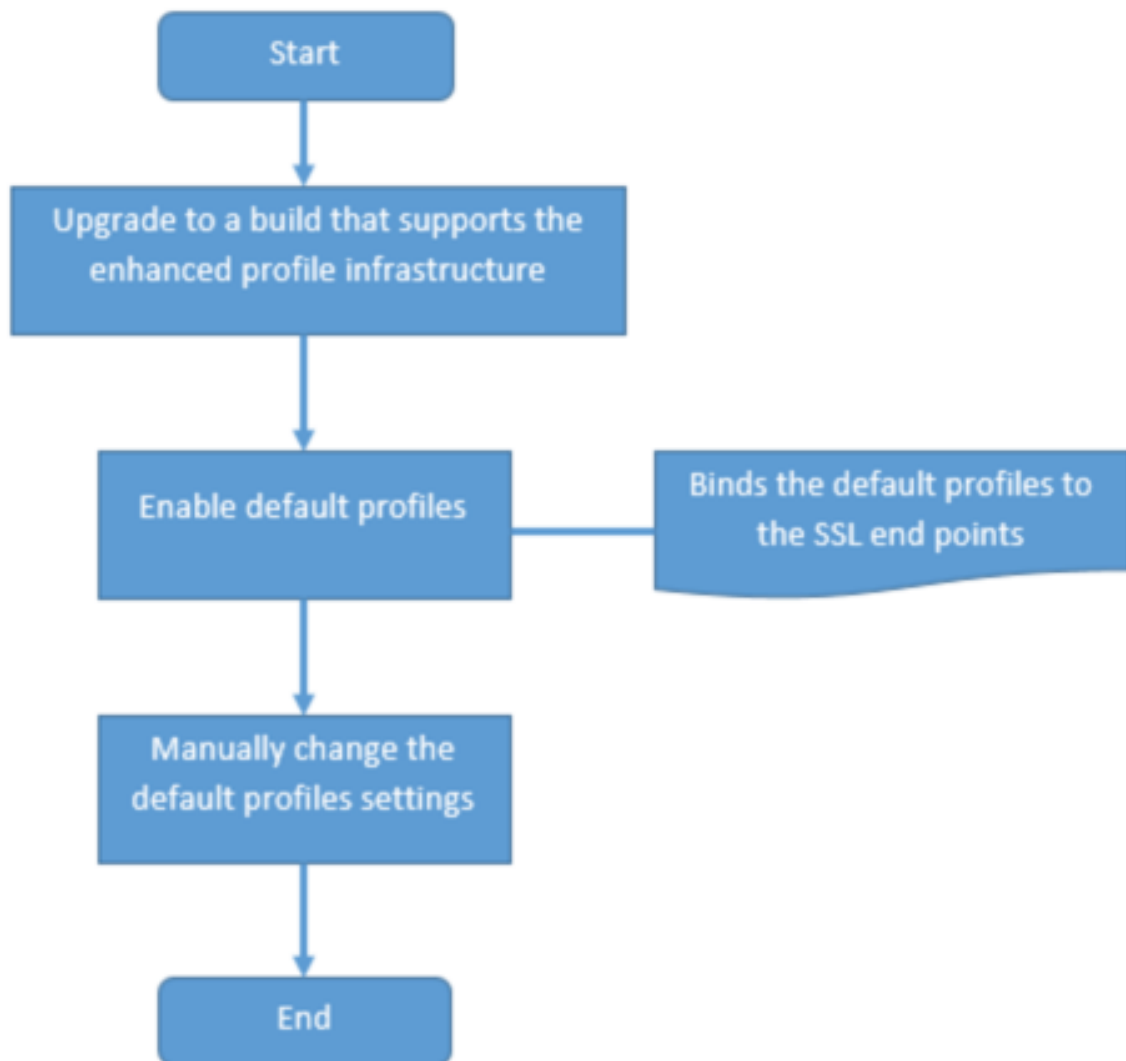 Start
Upgrade to a build that supports the
enhanced profile infrastructure
Enable default profiles
Binds the default profiles to
the SSL end points
Manually change the
default profiles settings
End